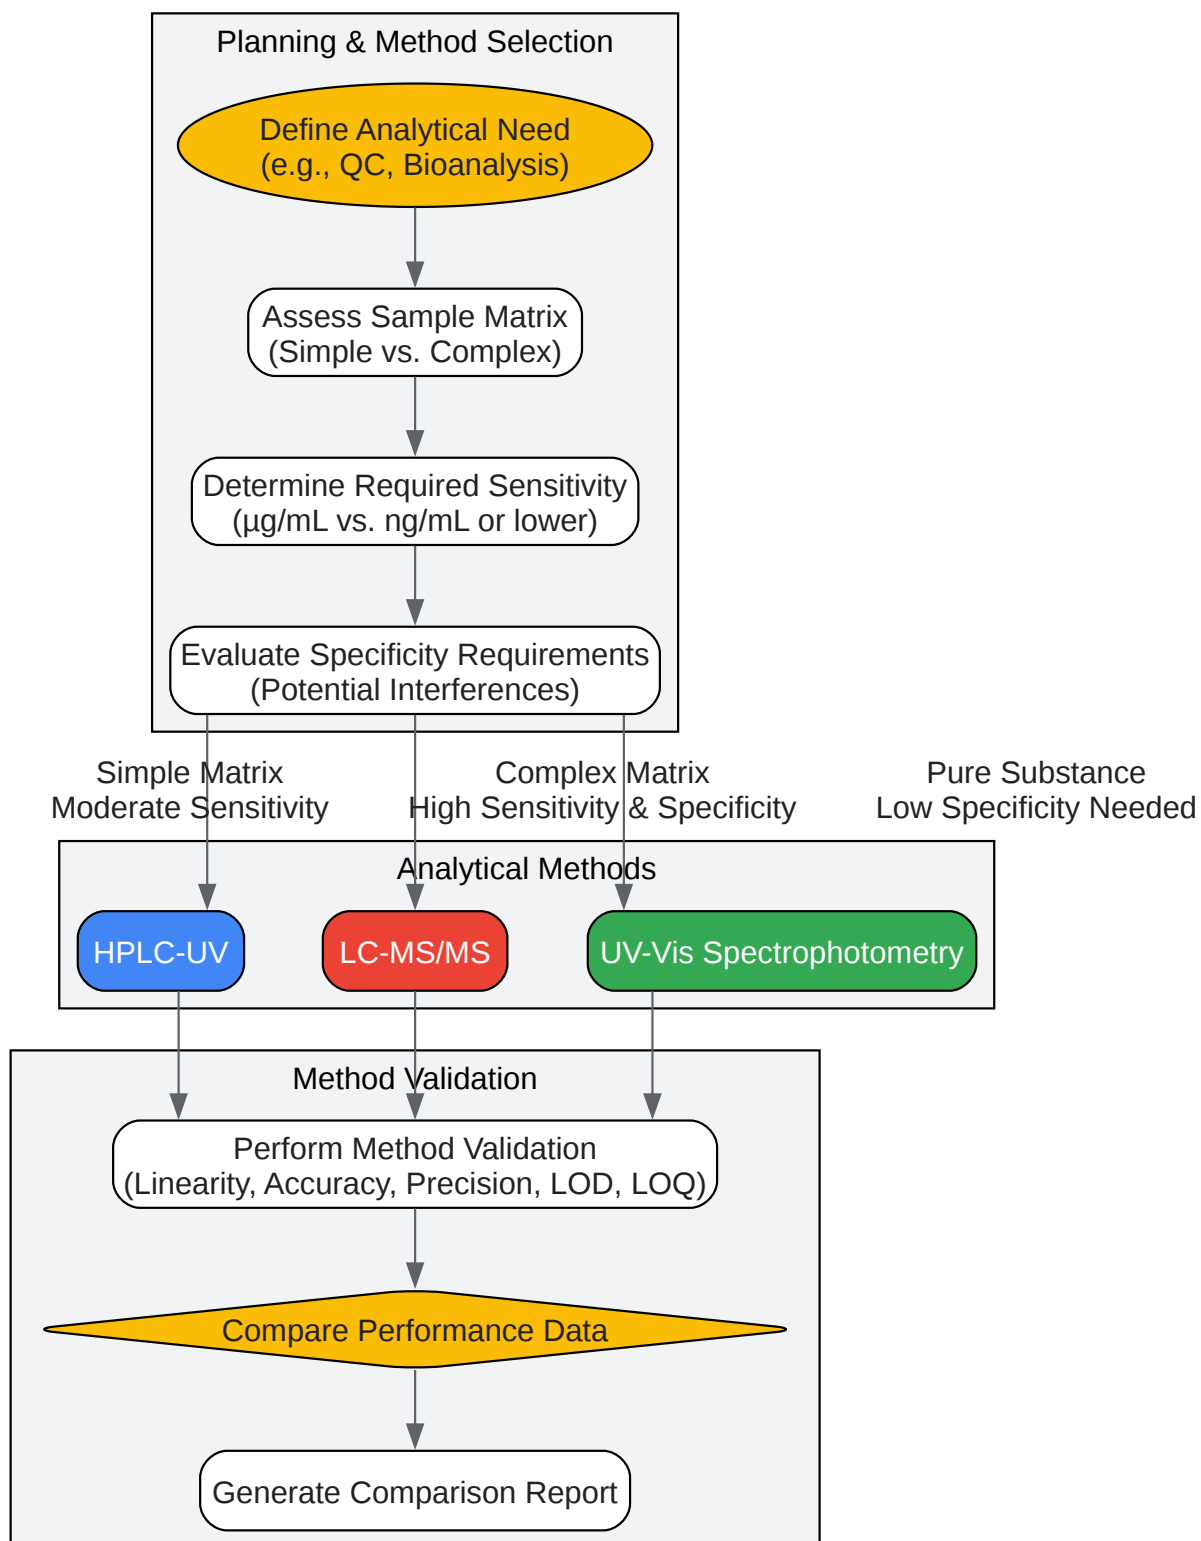 Planning & Method Selection
Define Analytical Need
(e.g., QC, Bioanalysis)
Assess Sample Matrix
(Simple vs. Complex)
Determine Required Sensitivity
(µg/mL vs. ng/mL or lower)
Evaluate Specificity Requirements
(Potential Interferences)
Simple Matrix
Moderate Sensitivity
Complex Matrix
High Sensitivity & Specificity
Pure Substance
Low Specificity Needed
Analytical Methods
HPLC-UV
LC-MS/MS
UV-Vis Spectrophotometry
Method Validation
Perform Method Validation
(Linearity, Accuracy, Precision, LOD, LOQ)
Compare Performance Data
Generate Comparison Report